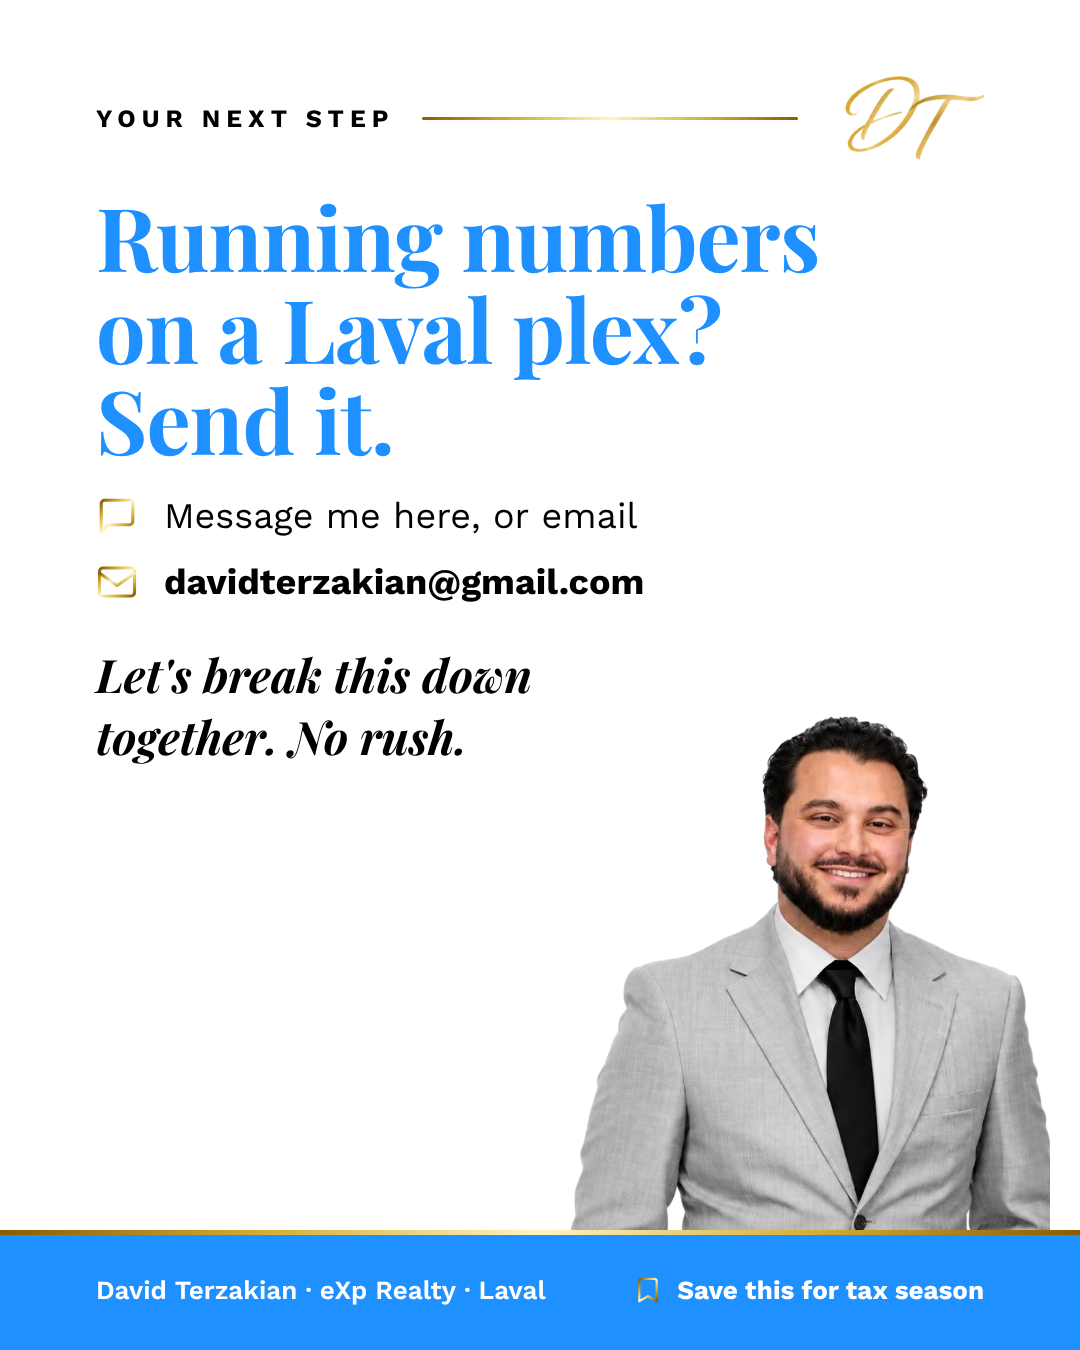 YOUR NEXT STEP
DT
Running numbers
on a Laval plex?
Send it.
Message me here, or email
davidterzakian@gmail.com
Let's break this down
together. No rush.
David Terzakian · eXp Realty · Laval
Save this for tax season